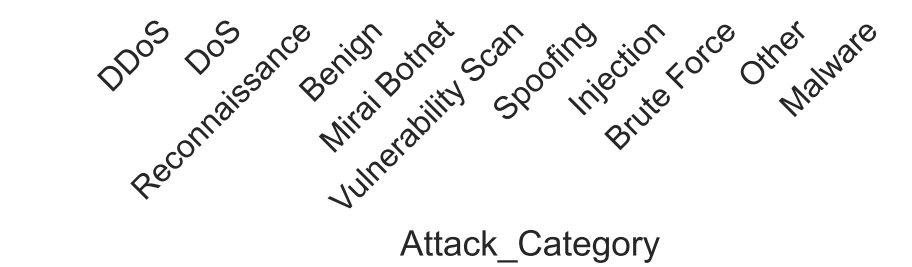 DDoS
DoS
Reconnaissance
Benign
Mirai Botnet
Vulnerability Scan
Spoofing
Injection
Brute Force
Other
Malware
Attack_Category